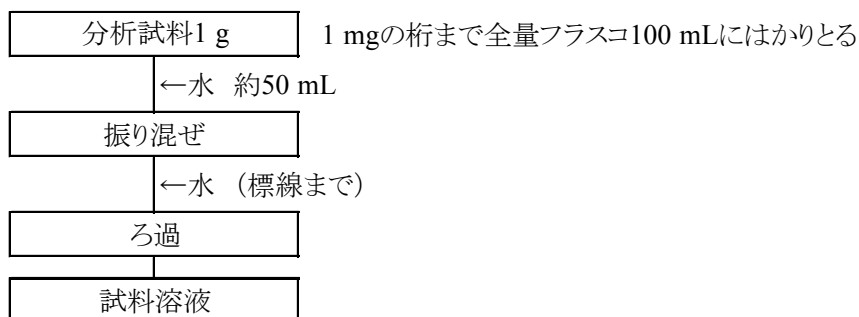 分析試料1 g　1 mgの桁まで全量フラスコ100 mLにはかりとる
←水　約50 mL
振り混ぜ
←水　（標線まで）
ろ過
試料溶液